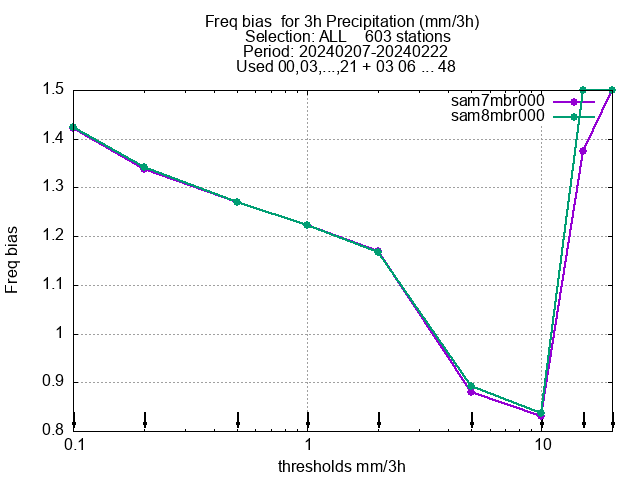 Freq bias  for 3h Precipitation (mm/3h)
Selection: ALL    603 stations
Period: 20240207-20240222
Used 00,03,...,21 + 03 06 ... 48
sam7mbr000
sam8mbr000
1.5
1.4
1.3
1.2
1.1
1
0.9
0.8
Freq bias
0.1 1 10
thresholds mm/3h